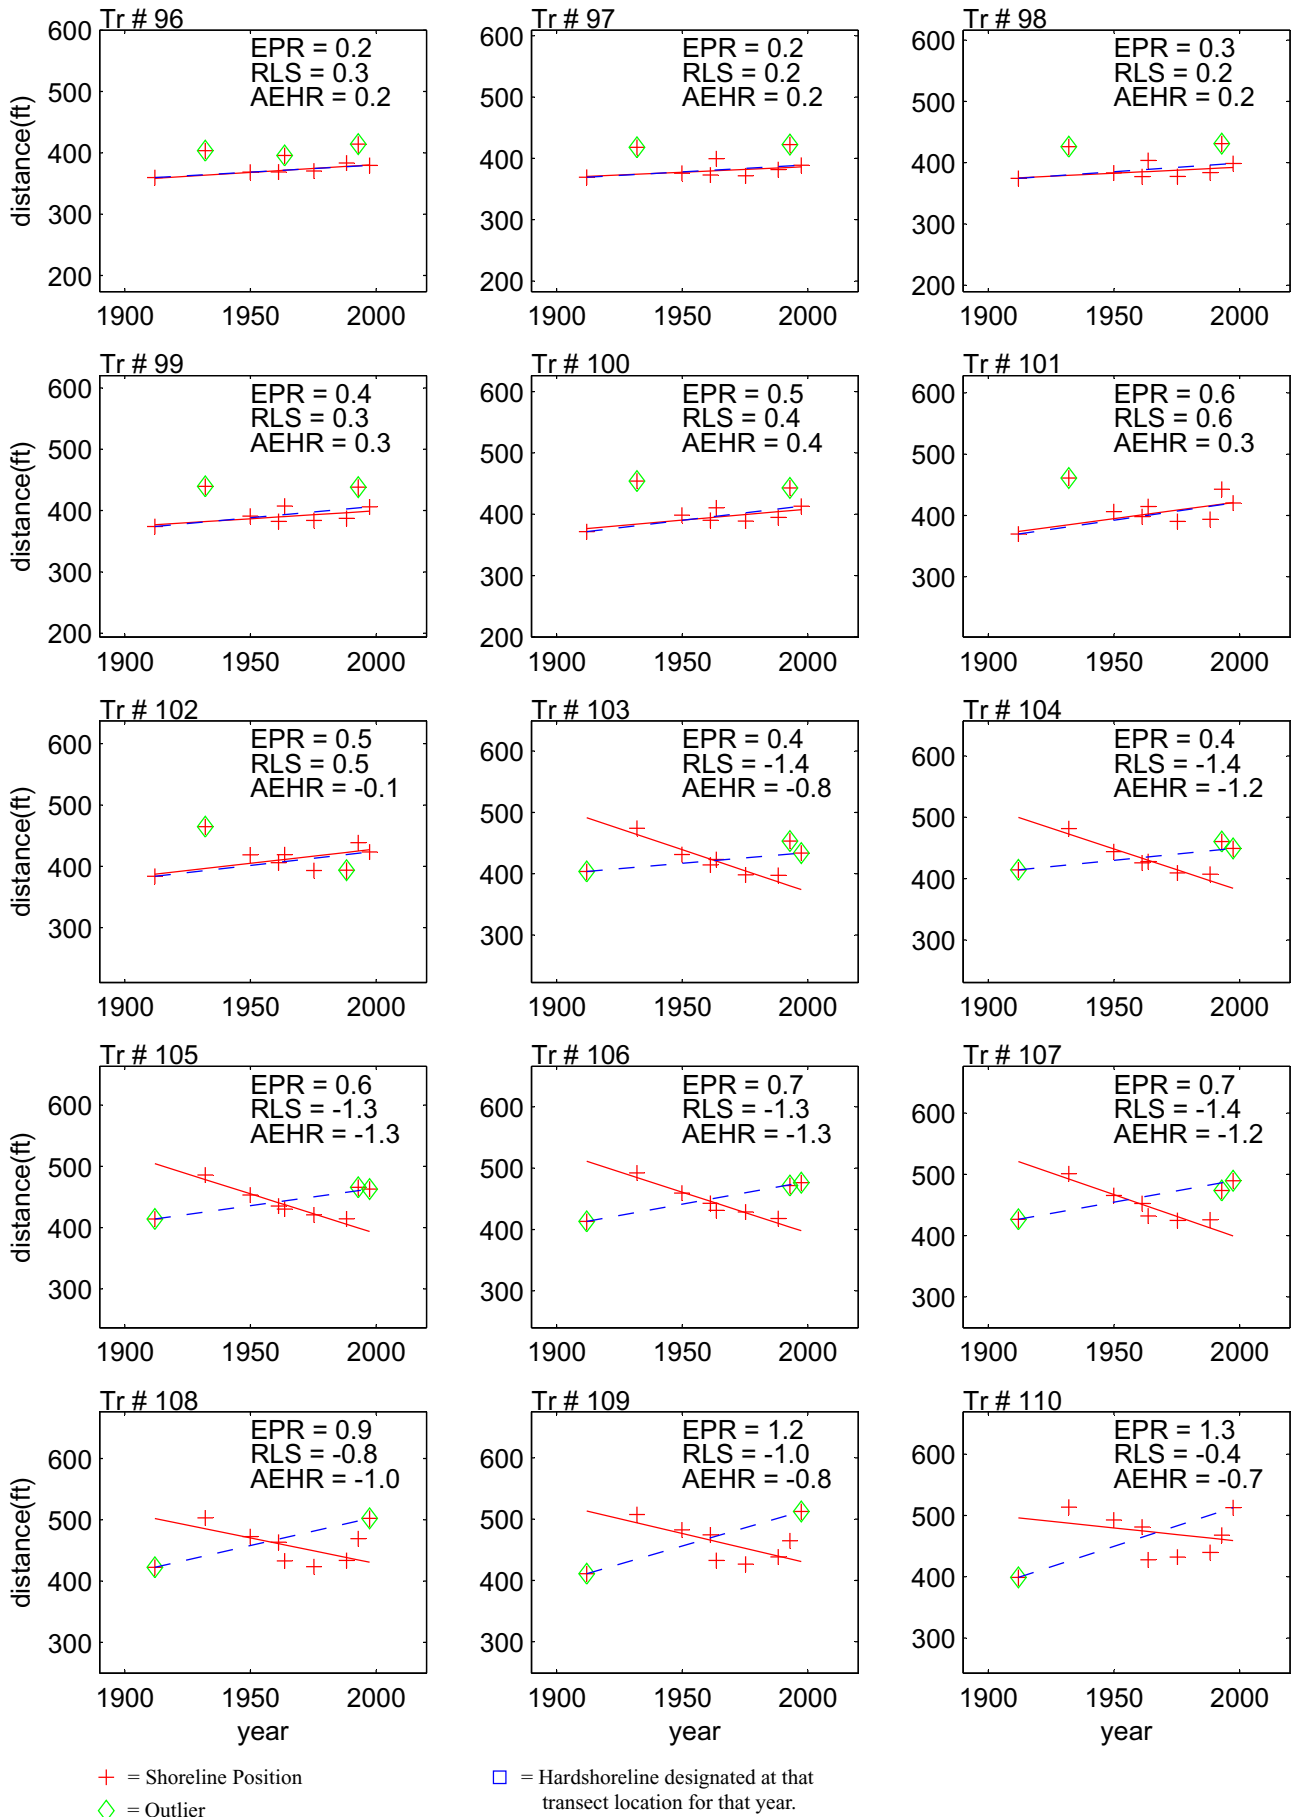 Tr # 96
EPR = 0.2
RLS = 0.3
AEHR = 0.2
600
500
400
300
200
distance(ft)
1900 1950 2000
Tr # 97
EPR = 0.2
RLS = 0.2
AEHR = 0.2
600
500
400
300
200
1900 1950 2000
Tr # 98
EPR = 0.3
RLS = 0.2
AEHR = 0.2
600
500
400
300
200
1900 1950 2000
Tr # 99
EPR = 0.4
RLS = 0.3
AEHR = 0.3
600
500
400
300
200
distance(ft)
1900 1950 2000
Tr # 100
EPR = 0.5
RLS = 0.4
AEHR = 0.4
600
500
400
300
200
1900 1950 2000
Tr # 101
EPR = 0.6
RLS = 0.6
AEHR = 0.3
600
500
400
300
1900 1950 2000
Tr # 102
EPR = 0.5
RLS = 0.5
AEHR = -0.1
600
500
400
300
distance(ft)
1900 1950 2000
Tr # 103
EPR = 0.4
RLS = -1.4
AEHR = -0.8
600
500
400
300
1900 1950 2000
Tr # 104
EPR = 0.4
RLS = -1.4
AEHR = -1.2
600
500
400
300
1900 1950 2000
Tr # 105
EPR = 0.6
RLS = -1.3
AEHR = -1.3
600
500
400
300
distance(ft)
1900 1950 2000
Tr # 106
EPR = 0.7
RLS = -1.3
AEHR = -1.3
600
500
400
300
1900 1950 2000
Tr # 107
EPR = 0.7
RLS = -1.4
AEHR = -1.2
600
500
400
300
1900 1950 2000
Tr # 108
EPR = 0.9
RLS = -0.8
AEHR = -1.0
600
500
400
300
distance(ft)
1900 1950 2000
year
Tr # 109
EPR = 1.2
RLS = -1.0
AEHR = -0.8
600
500
400
300
1900 1950 2000
year
Tr # 110
EPR = 1.3
RLS = -0.4
AEHR = -0.7
600
500
400
300
1900 1950 2000
year
= Shoreline Position
= Outlier
= Hardshoreline designated at that
transect location for that year.